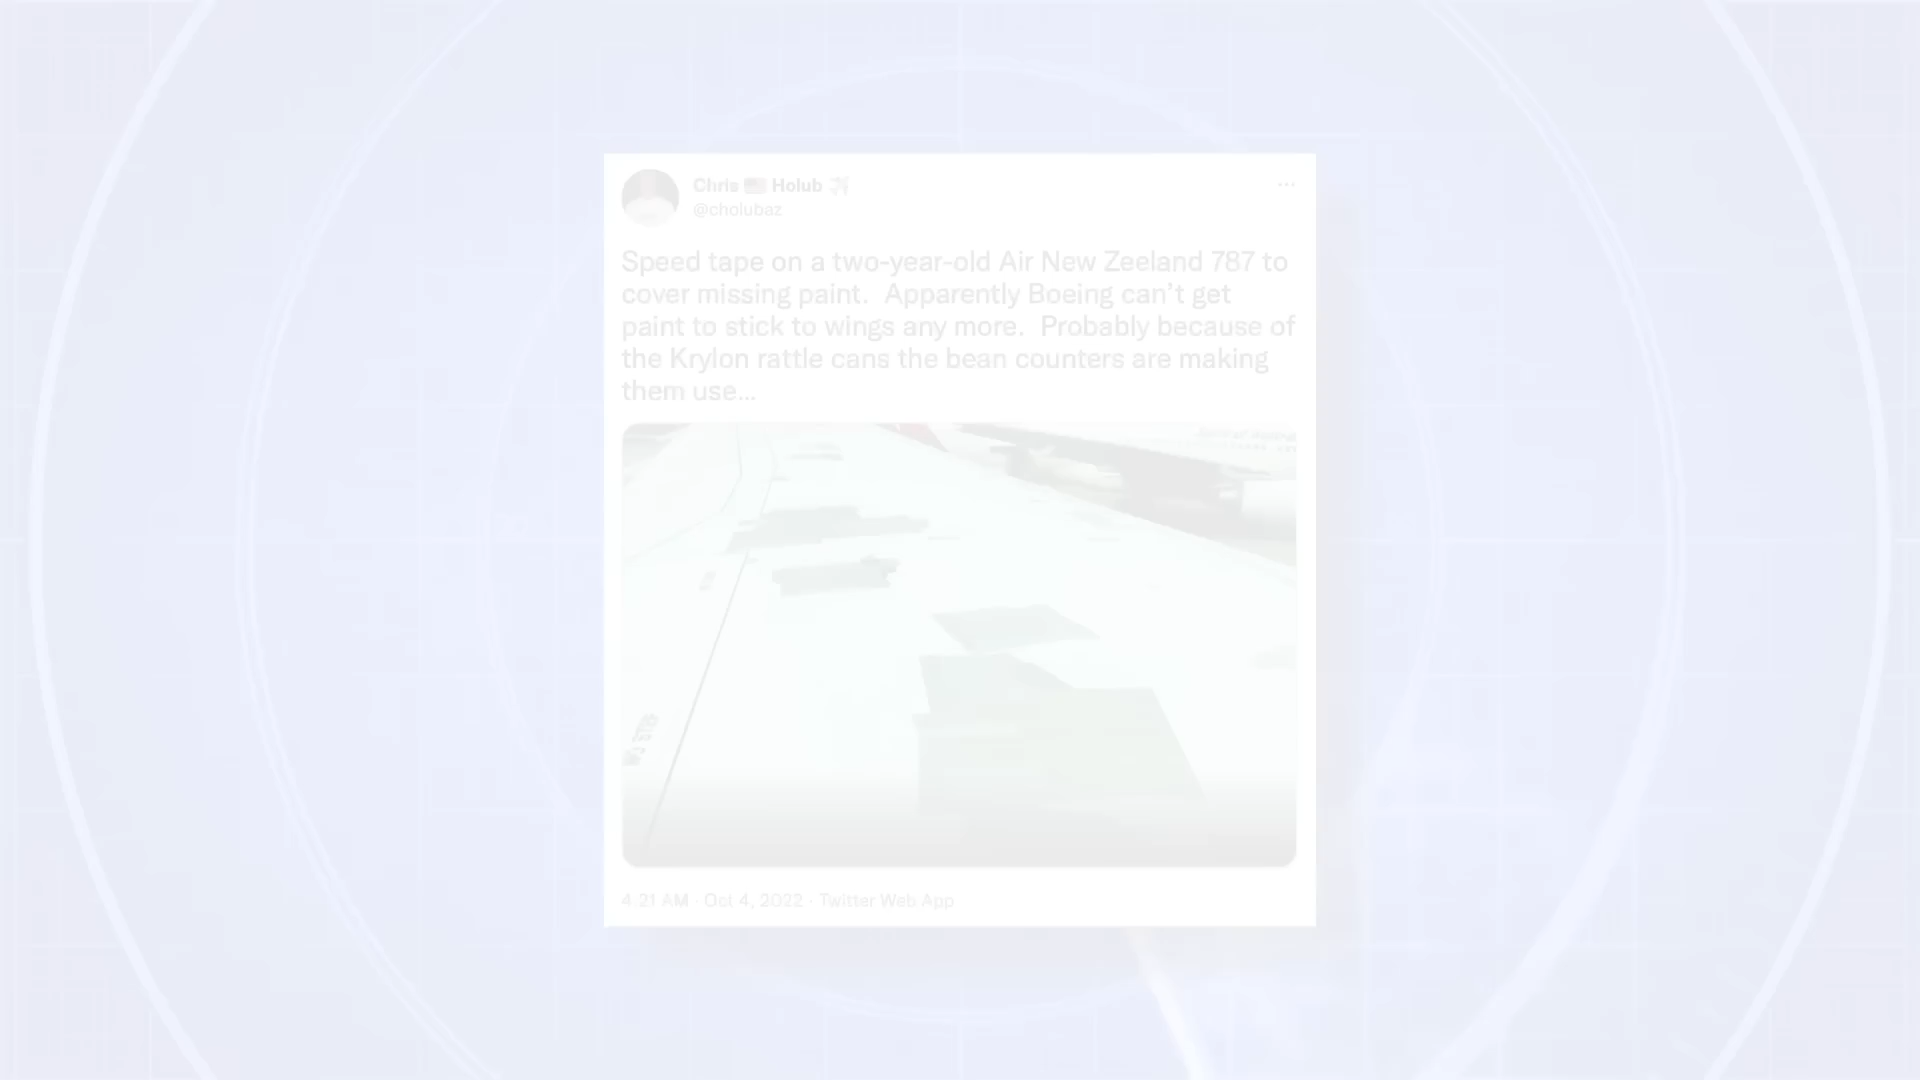 Chris 🇺🇸 Holub ✈
@cholubaz
Speed tape on a two-year-old Air New Zeeland 787 to
cover missing paint.  Apparently Boeing can’t get
paint to stick to wings any more.  Probably because of
the Krylon rattle cans the bean counters are making
them use...
4:21 AM · Oct 4, 2022 · Twitter Web App